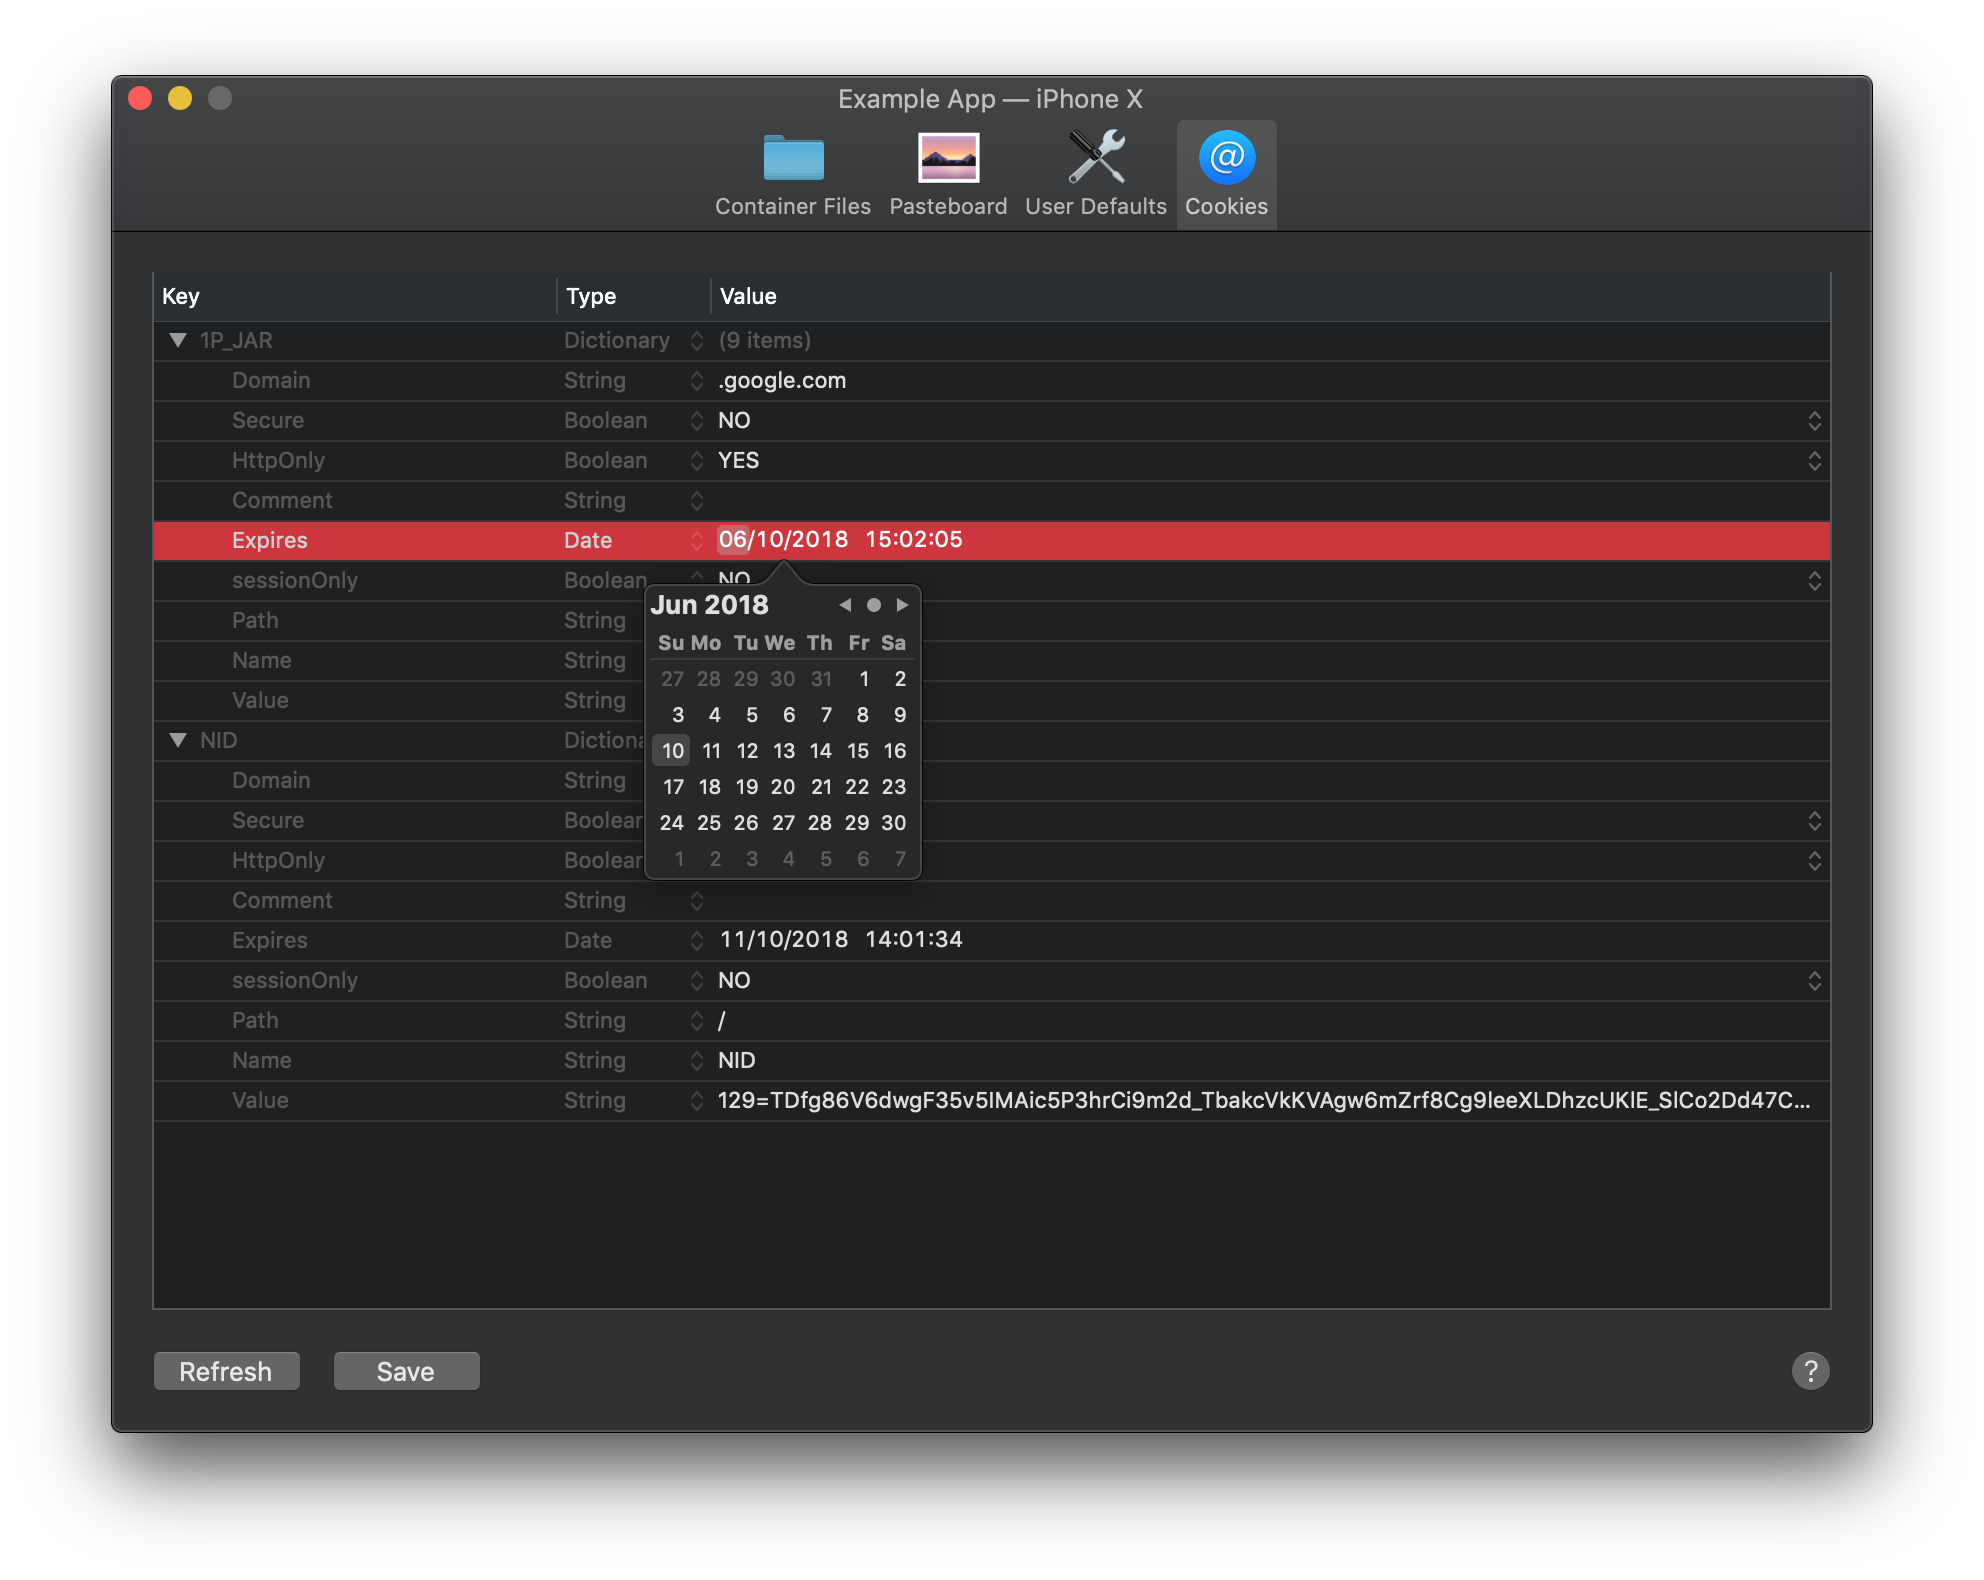 Example App — iPhone X
Container Files Pasteboard User Defaults Cookies
Key Type Value
1P_JAR Dictionary (9 items)
Domain String .google.com
Secure Boolean NO
HttpOnly Boolean YES
Comment String
Expires Date 06/10/2018 15:02:05
sessionOnly Boolean NO
Path String
Name String
Value String
NID
Domain String
Secure
HttpOnly
Comment String
Expires Date 11/10/2018 14:01:34
sessionOnly Boolean NO
Path String /
Name String NID
Value String 129=TDfg86V6dwgF35v5IMAic5P3hrCi9m2d_TbakcVkKVAgw6mZrf8Cg9leeXLDhzcUKlE_SlCo2Dd47C...
Jun 2018
Su Mo Tu We Th Fr Sa
27 28 29 30 31 1 2
3 4 5 6 7 8 9
10 11 12 13 14 15 16
17 18 19 20 21 22 23
24 25 26 27 28 29 30
1 2 3 4 5 6 7
Refresh Save ?